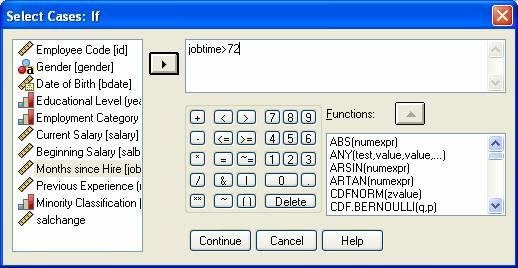 Select Cases: If
Employee Code [id]
Gender [gender]
Date of Birth [bdate]
Educational Level (yea
Employment Category
Current Salary [salary]
Beginning Salary [salb
Months since Hire [job
Previous Experience (n
Minority Classification [
salchange
jobtime>72
+ < > 7 8 9
- <= >= 4 5 6
* = ~= 1 2 3
/ & | 0 .
** ~ () Delete
Functions:
ABS(numexpr)
ANY(test,value,value,...)
ARSIN(numexpr)
ARTAN(numexpr)
CDFNORM(zvalue)
CDF.BERNOULLI(q,p)
Continue Cancel Help